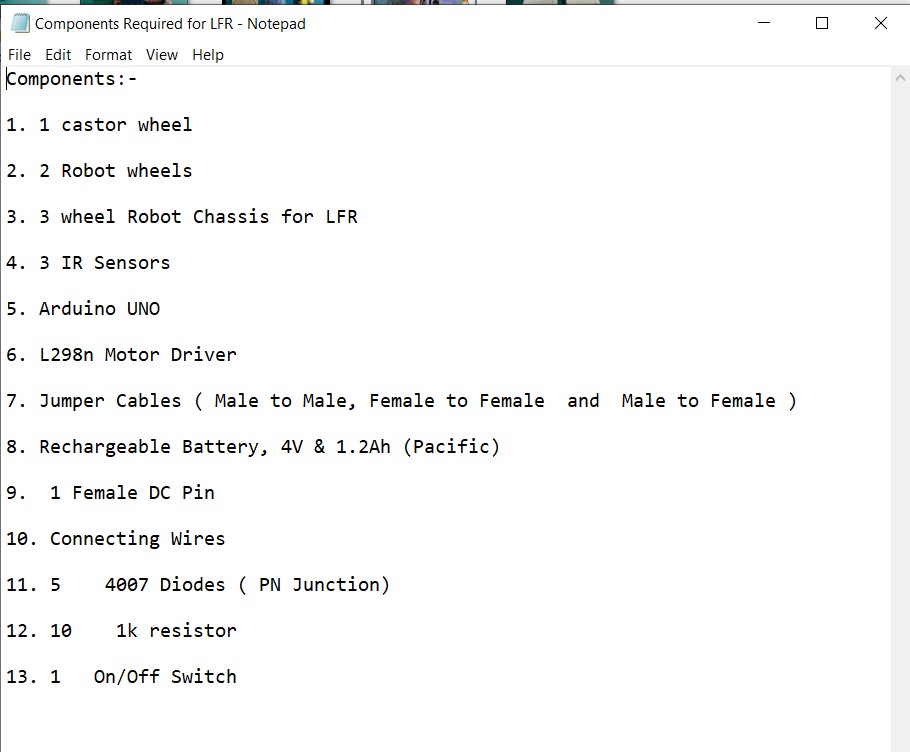 Components Required for LFR - Notepad
File Edit Format View Help
Components:-
1. 1 castor wheel
2. 2 Robot wheels
3. 3 wheel Robot Chassis for LFR
4. 3 IR Sensors
5. Arduino UNO
6. L298n Motor Driver
7. Jumper Cables ( Male to Male, Female to Female  and  Male to Female )
8. Rechargeable Battery, 4V & 1.2Ah (Pacific)
9.  1 Female DC Pin
10. Connecting Wires
11. 5    4007 Diodes ( PN Junction)
12. 10    1k resistor
13. 1   On/Off Switch